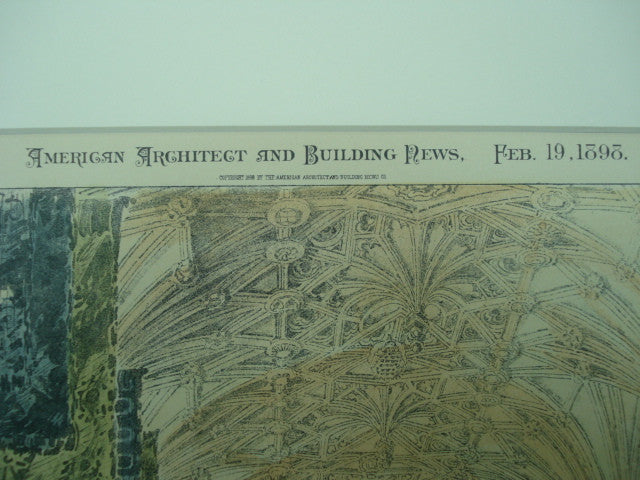 American Architect and Building News, Feb. 19, 1898.
COPYRIGHT 1898 BY THE AMERICAN ARCHITECT AND BUILDING NEWS CO